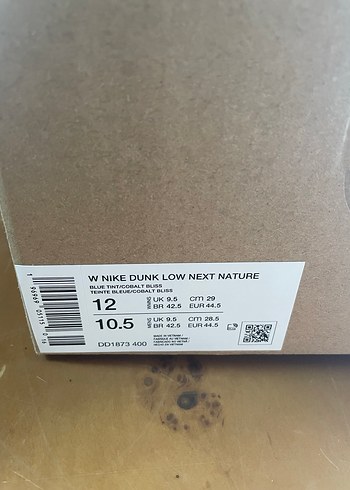 W NIKE DUNK LOW NEXT NATURE
BLUE TINT/COBALT BLISS
TEINTE BLEUE/COBALT BLISS
12 UK 9.5 cm 29
BR 42.5 EUR 44.5
10.5 UK 9.5 cm 28.5
BR 42.5 EUR 44.5
DD1873 400
MADE IN VIETNAM /